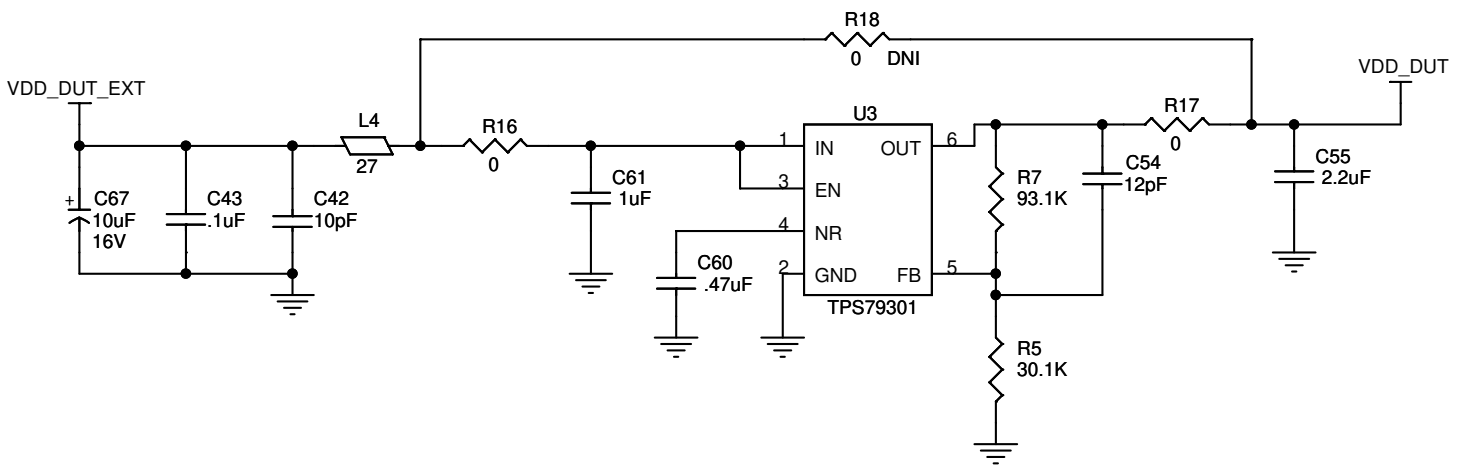 R18
0 DNI
VDD_DUT_EXT
VDD_DUT
L4
27
R16
0
U3
R17
0
1 IN
OUT 6
3 EN
4 NR
2 GND
FB 5
TPS79301
+ C67
10uF
16V
C43
.1uF
C42
10pF
C61
1uF
C60
.47uF
R7
93.1K
C54
12pF
C55
2.2uF
R5
30.1K